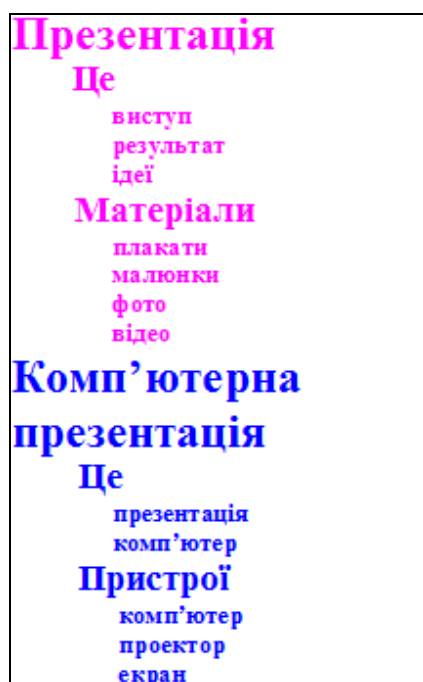 Презентація
Це
виступ
результат
ідеї
Матеріали
плакати
малюнки
фото
відео
Комп’ютерна
презентація
Це
презентація
комп’ютер
Пристрої
комп’ютер
проектор
екран